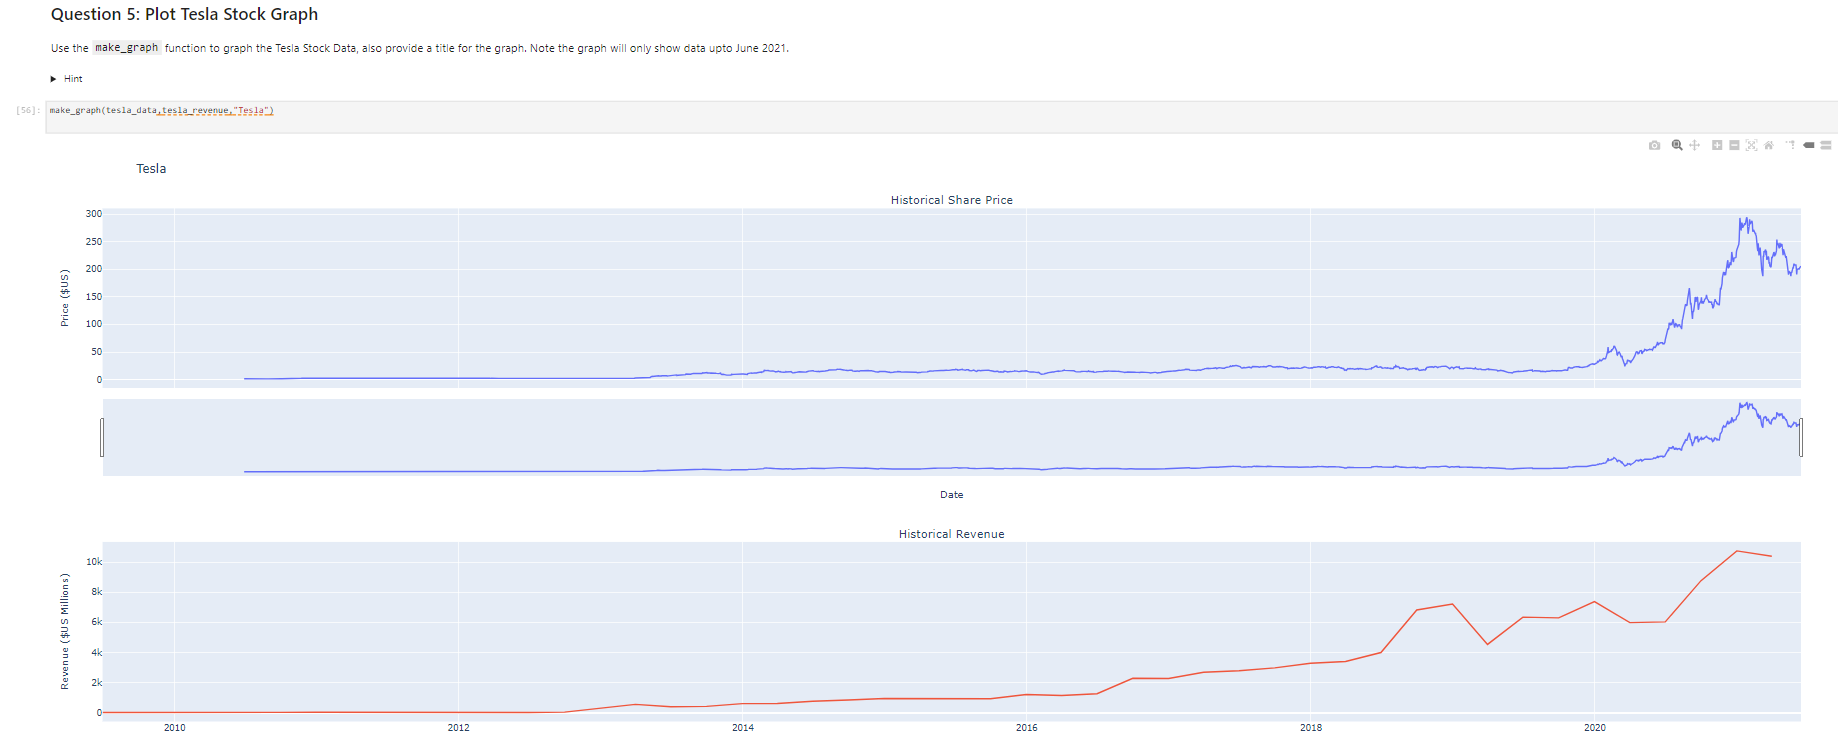 Question 5: Plot Tesla Stock Graph
Use the make_graph function to graph the Tesla Stock Data, also provide a title for the graph. Note the graph will only show data upto June 2021.
Hint
[56]: make_graph(tesla_data,tesla_revenue,"Tesla")
Tesla
Historical Share Price
300
250
200
150
100
50
0
Price ($US)
Date
Historical Revenue
10k
8k
6k
4k
2k
0
Revenue ($US Millions)
2010 2012 2014 2016 2018 2020